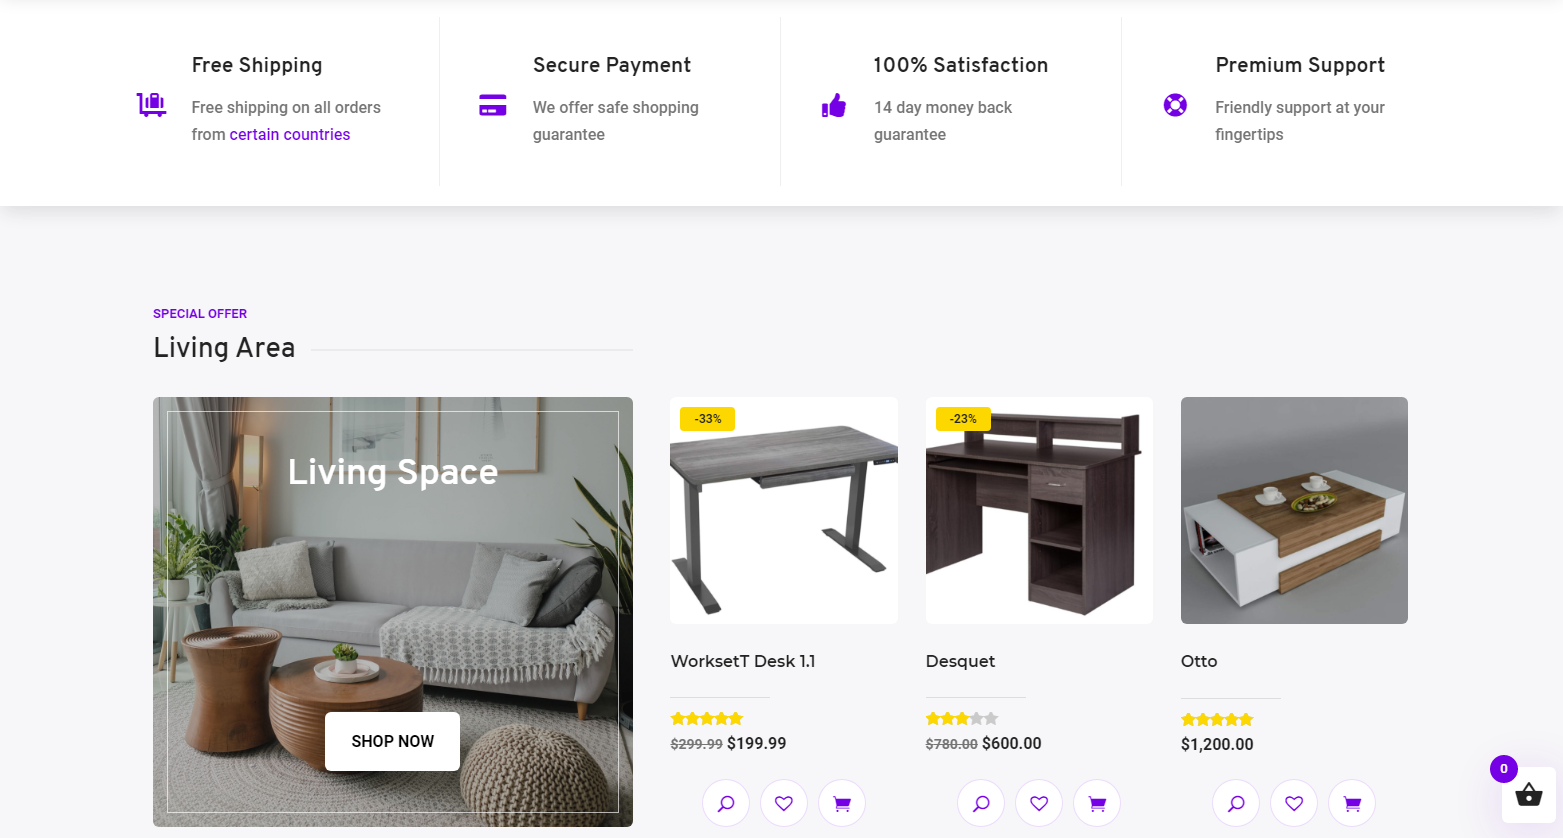 Free Shipping
Free shipping on all orders
from certain countries
Secure Payment
We offer safe shopping
guarantee
100% Satisfaction
14 day money back
guarantee
Premium Support
Friendly support at your
fingertips
SPECIAL OFFER
Living Area
Living Space
SHOP NOW
-33%
WorksetT Desk 1.1
$299.99 $199.99
-23%
Desquet
$780.00 $600.00
Otto
$1,200.00
0